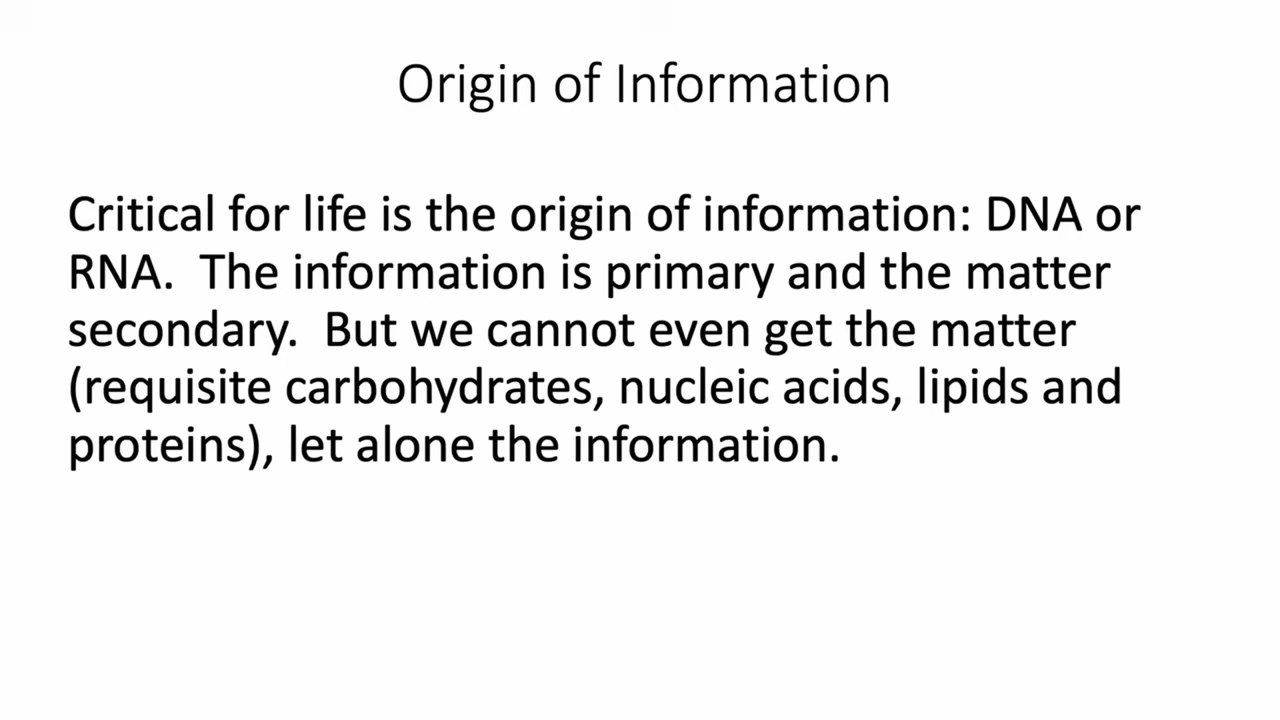 Origin of Information
Critical for life is the origin of information: DNA or
RNA.  The information is primary and the matter
secondary.  But we cannot even get the matter
(requisite carbohydrates, nucleic acids, lipids and
proteins), let alone the information.